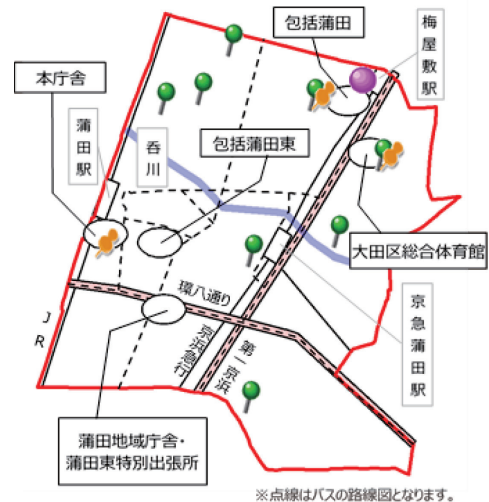 包括蒲田
梅屋敷駅
本庁舎
蒲田駅
呑川
包括蒲田東
大田区総合体育館
環八通り
京急蒲田駅
JR
京浜急行
第一京浜
蒲田地域庁舎・
蒲田東特別出張所
※点線はバスの路線図となります。